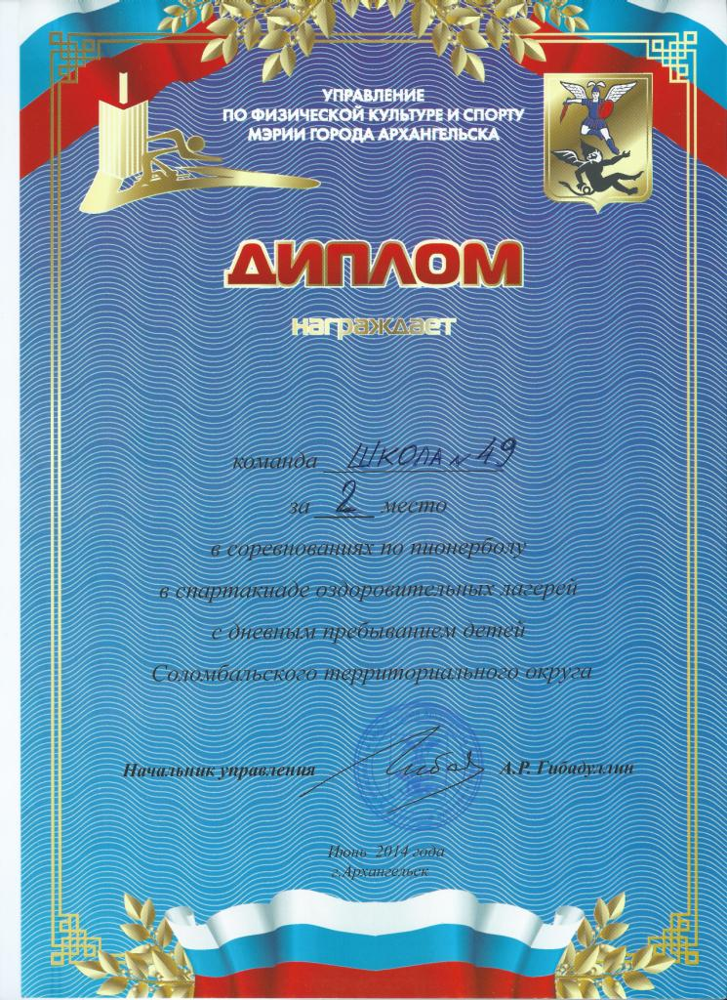 УПРАВЛЕНИЕ
ПО ФИЗИЧЕСКОЙ КУЛЬТУРЕ И СПОРТУ
МЭРИИ ГОРОДА АРХАНГЕЛЬСКА
ДИПЛОМ
награждает
команда ШКОЛА № 49
за 2 место
в соревнованиях по пионерболу
в спартакиаде оздоровительных лагерей
с дневным пребыванием детей
Соломбальского территориального округа
Начальник управления А.Р. Гибадуллин
Июнь 2014 года
г.Архангельск